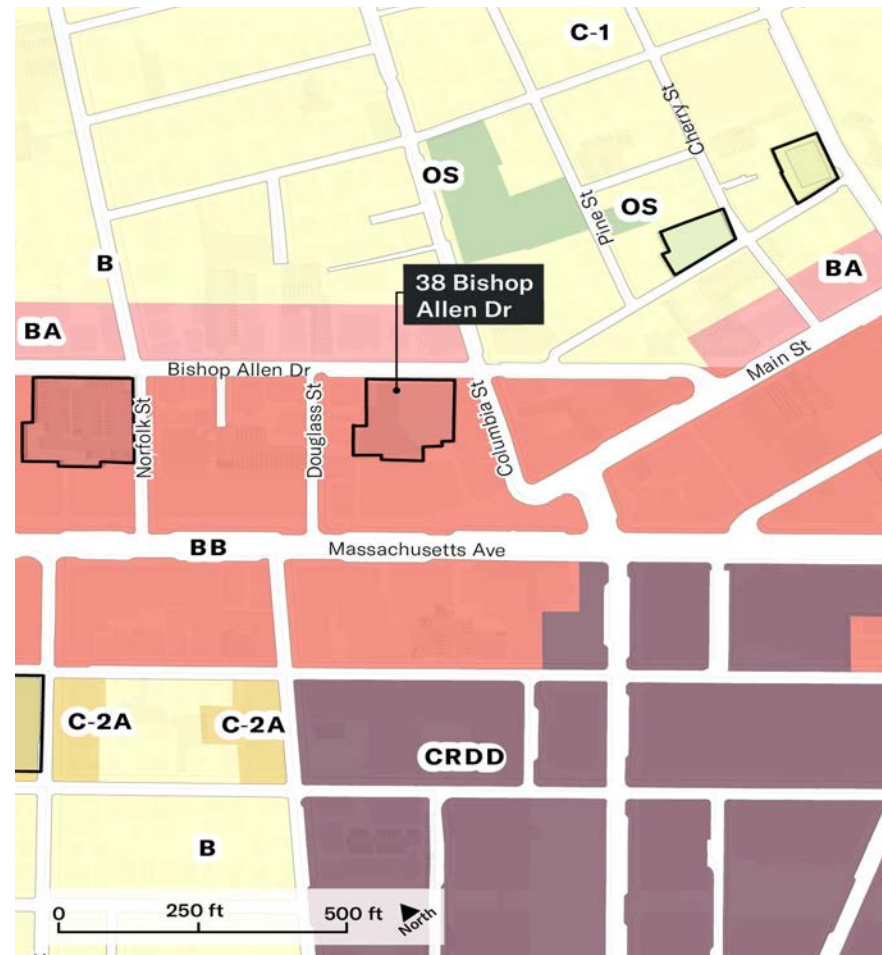 C-1
Cherry St
OS
Pine St
OS
B
38 Bishop
Allen Dr
BA
BA
Bishop Allen Dr
Main St
Norfolk St
Douglass St
Columbia St
BB
Massachusetts Ave
C-2A
C-2A
CRDD
B
0
250 ft
500 ft
North